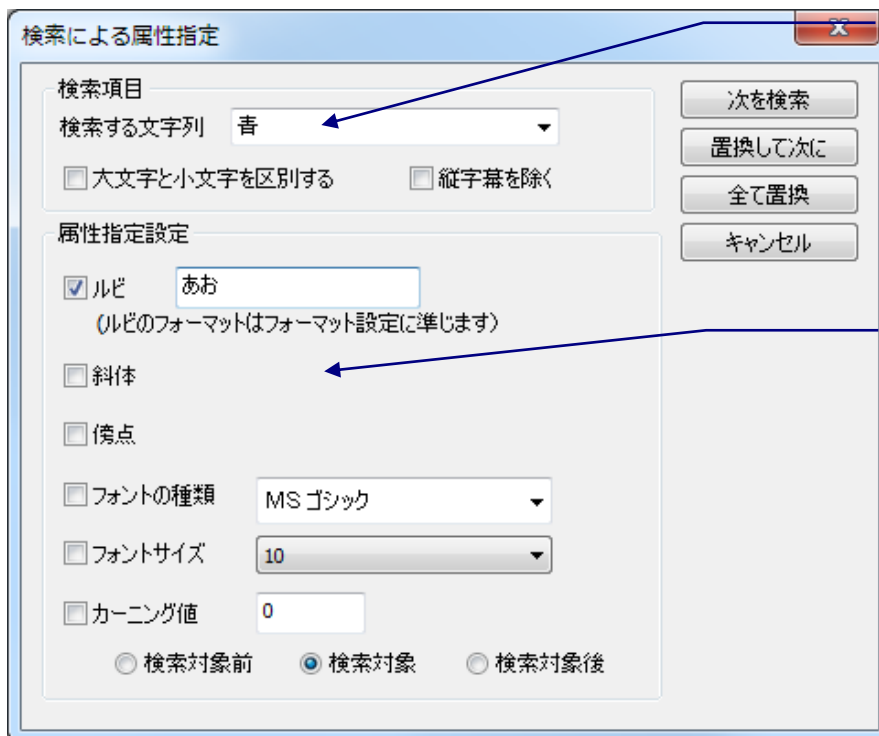 検索による属性指定
検索項目
検索する文字列 青
大文字と小文字を区別する 縦字幕を除く
次を検索
置換して次に
全て置換
キャンセル
属性指定設定
ルビ あお
(ルビのフォーマットはフォーマット設定に準じます)
斜体
傍点
フォントの種類 MS ゴシック
フォントサイズ 10
カーニング値 0
検索対象前 検索対象 検索対象後